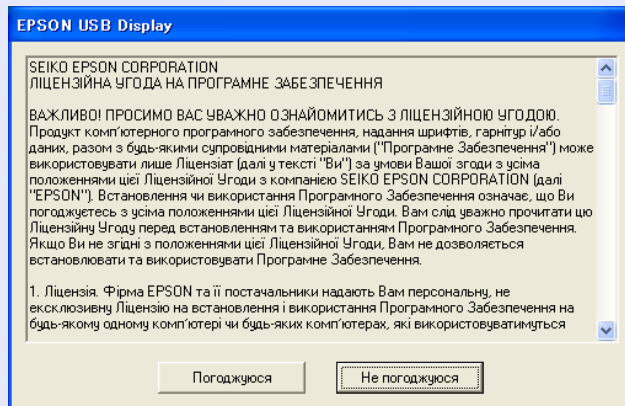 EPSON USB Display
SEIKO EPSON CORPORATION
ЛІЦЕНЗІЙНА УГОДА НА ПРОГРАМНЕ ЗАБЕЗПЕЧЕННЯ
ВАЖЛИВО! ПРОСИМО ВАС УВАЖНО ОЗНАЙОМИТИСЬ З ЛІЦЕНЗІЙНОЮ УГОДОЮ.
Продукт комп'ютерного програмного забезпечення, надання шрифтів, гарнітур і/або
даних, разом з будь-якими супровідними матеріалами ("Програмне Забезпечення") може
використовувати лише Ліцензіат (далі у тексті "Ви") за умови Вашої згоди з усіма
положеннями цієї Ліцензійної Угоди з компанією SEIKO EPSON CORPORATION (далі
"EPSON"). Встановлення чи використання Програмного Забезпечення означає, що Ви
погоджуєтесь з усіма положеннями цієї Ліцензійної Угоди. Вам слід уважно прочитати цю
Ліцензійну Угоду перед встановленням та використанням Програмного Забезпечення.
Якщо Ви не згідні з положеннями цієї Ліцензійної Угоди, Вам не дозволяється
встановлювати та використовувати Програмне Забезпечення.
1. Ліцензія. Фірма EPSON та її постачальники надають Вам персональну, не
ексклюзивну Ліцензію на встановлення і використання Програмного Забезпечення на
будь-якому одному комп'ютері чи будь-яких комп'ютерах, які використовуватимуться
Погоджуюся
Не погоджуюся